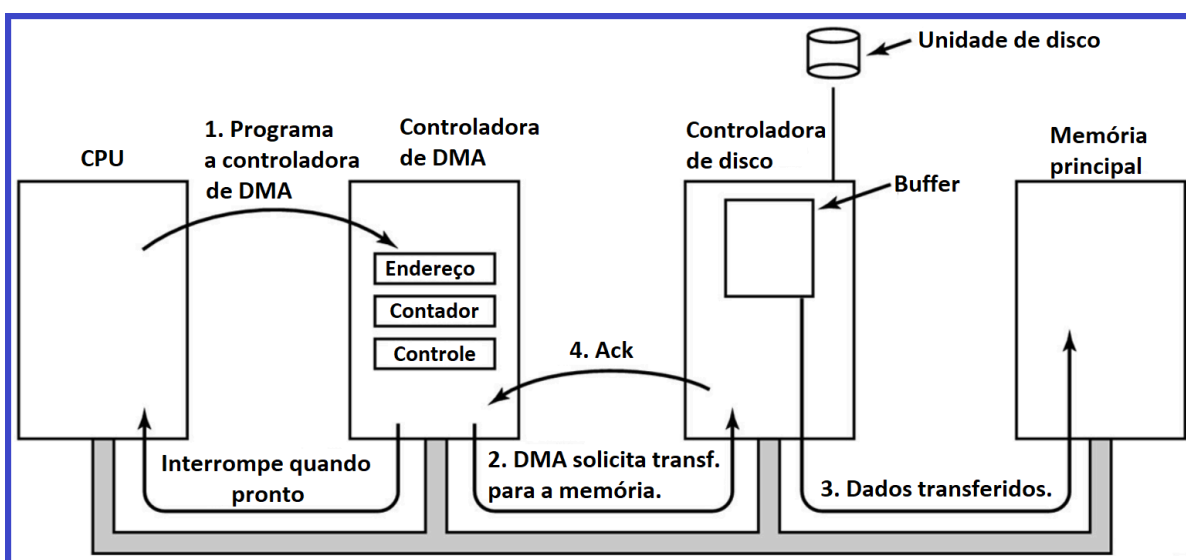 Unidade de disco
1. Programa
a controladora
de DMA
CPU
Controladora
de DMA
Controladora
de disco
Memória
principal
Buffer
Endereço
Contador
Controle
4. Ack
Interrompe quando
pronto
2. DMA solicita transf.
para a memória.
3. Dados transferidos.